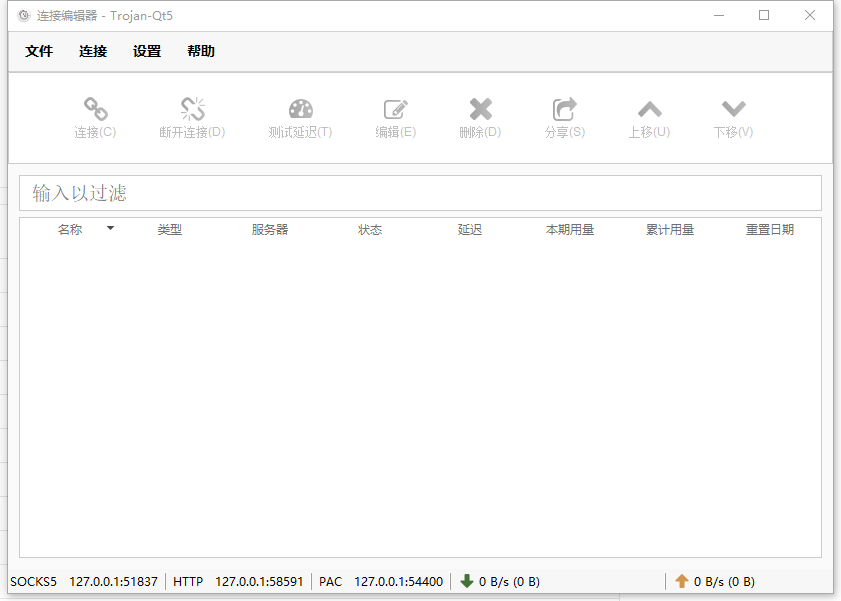 连接编辑器 - Trojan-Qt5
文件 连接 设置 帮助
连接(C) 断开连接(D) 测试延迟(T) 编辑(E) 删除(D) 分享(S) 上移(U) 下移(V)
输入以过滤
名称 类型 服务器 状态 延迟 本期用量 累计用量 重置日期
SOCKS5 127.0.0.1:51837 HTTP 127.0.0.1:58591 PAC 127.0.0.1:54400 0 B/s (0 B) 0 B/s (0 B)